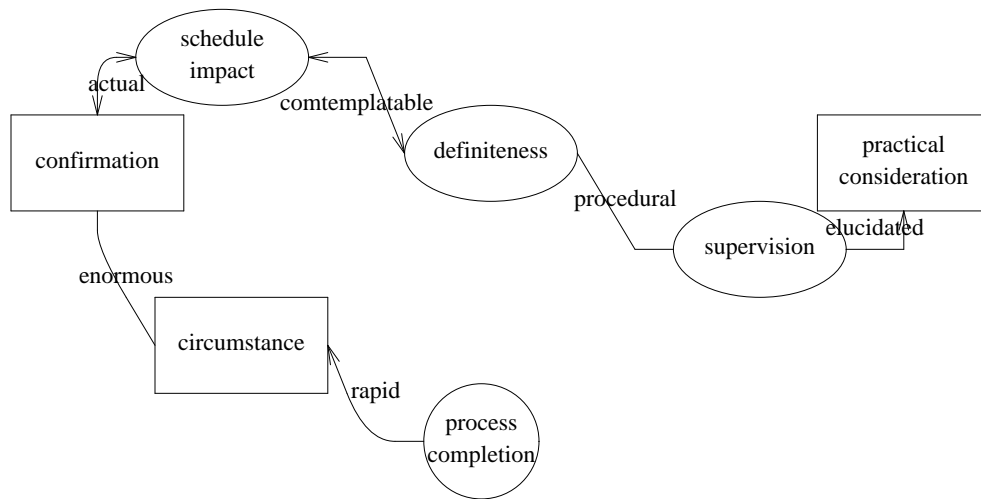 schedule
impact
actual
comtemplatable
confirmation
definiteness
practical
consideration
procedural
elucidated
supervision
enormous
circumstance
rapid
process
completion